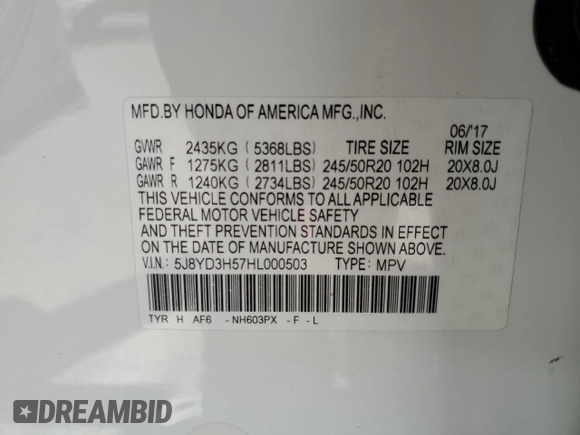 MFD.BY HONDA OF AMERICA MFG.,INC.
06/'17
GVWR 2435KG ( 5368LBS) TIRE SIZE RIM SIZE
GAWR F 1275KG ( 2811LBS) 245/50R20 102H 20X8.0J
GAWR R 1240KG ( 2734LBS) 245/50R20 102H 20X8.0J
THIS VEHICLE CONFORMS TO ALL APPLICABLE
FEDERAL MOTOR VEHICLE SAFETY
AND THEFT PREVENTION STANDARDS IN EFFECT
ON THE DATE OF MANUFACTURE SHOWN ABOVE.
V.I.N.: 5J8YD3H57HL000503 TYPE: MPV
TYR H AF6 - NH603PX - F - L
DREAMBID